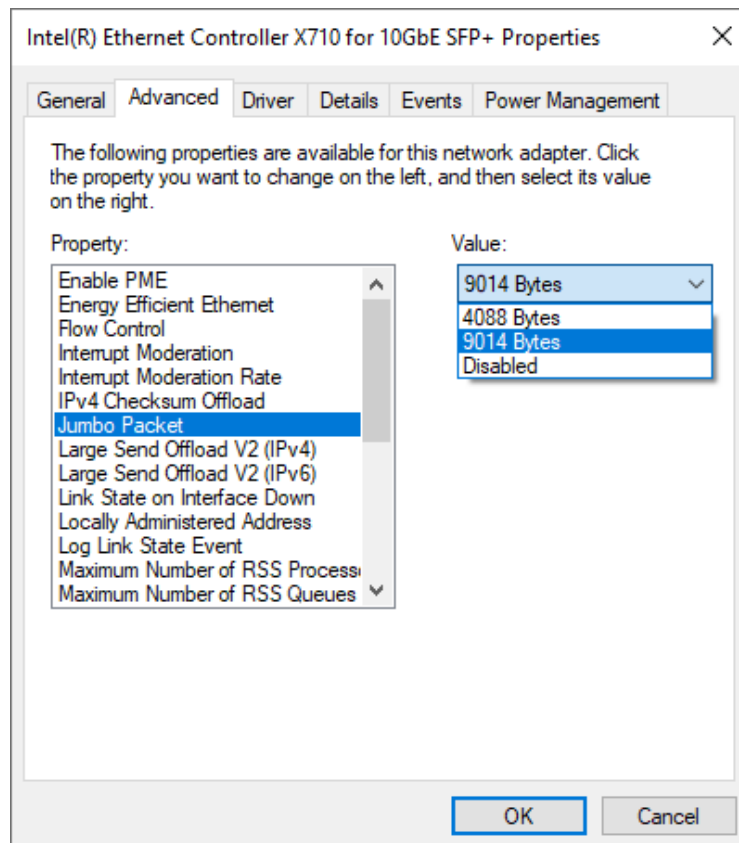 Intel(R) Ethernet Controller X710 for 10GbE SFP+ Properties
General Advanced Driver Details Events Power Management
The following properties are available for this network adapter. Click
the property you want to change on the left, and then select its value
on the right.
Property:
Enable PME
Energy Efficient Ethernet
Flow Control
Interrupt Moderation
Interrupt Moderation Rate
IPv4 Checksum Offload
Jumbo Packet
Large Send Offload V2 (IPv4)
Large Send Offload V2 (IPv6)
Link State on Interface Down
Locally Administered Address
Log Link State Event
Maximum Number of RSS Process
Maximum Number of RSS Queues
Value:
9014 Bytes
4088 Bytes
9014 Bytes
Disabled
OK Cancel